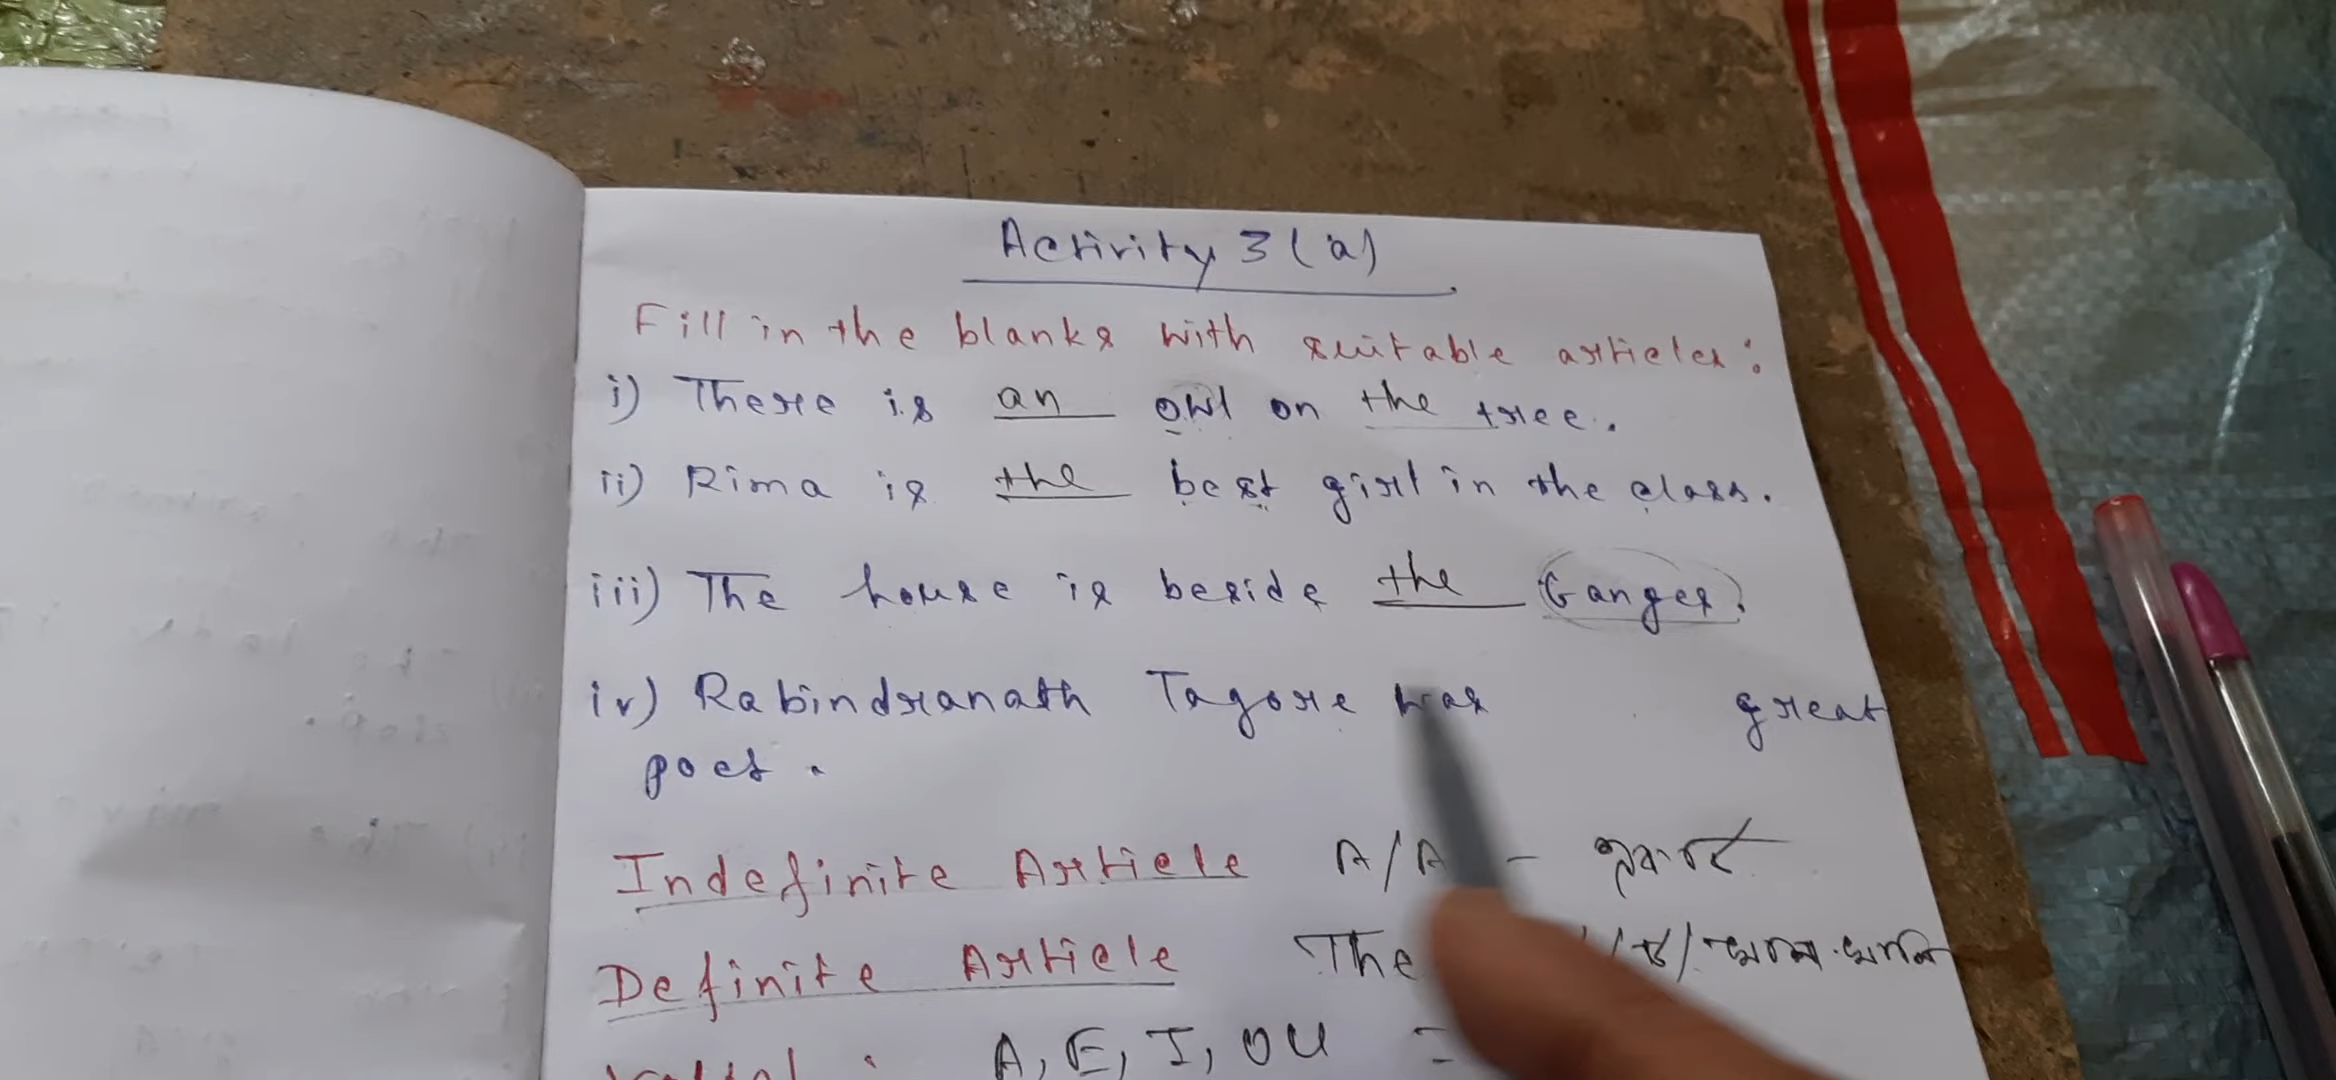 Activity 3 (a)
Fill in the blanks with suitable articles:
i) There is an owl on the tree.
ii) Rima is the best girl in the class.
iii) The house is beside the Ganges.
iv) Rabindranath Tagore was great
poet.
Indefinite Article A/A - একটি
Definite Article The
A, E, I, O U =